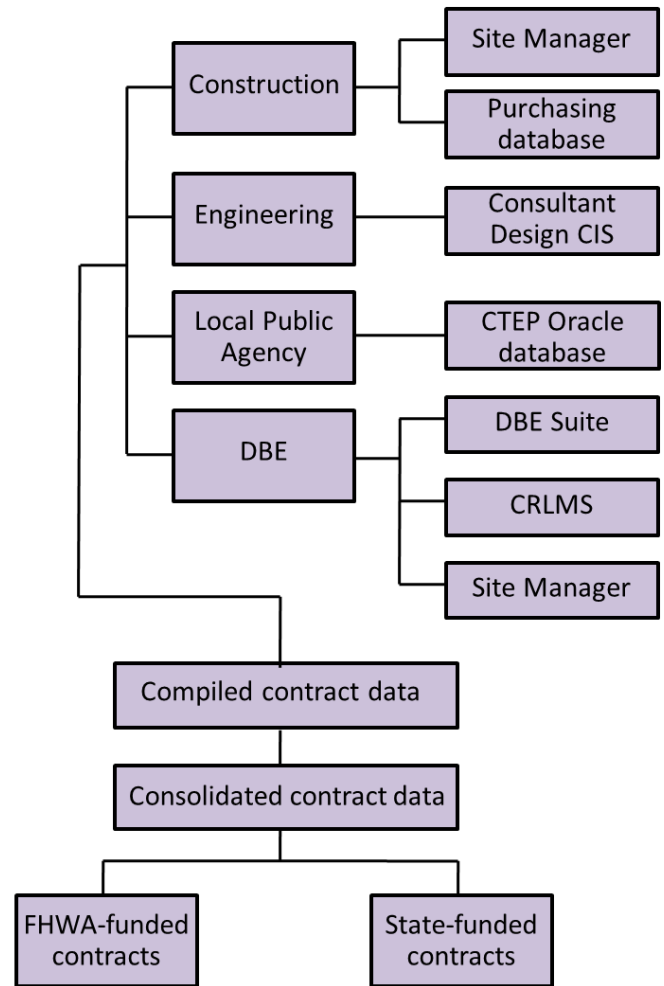 Construction
Site Manager
Purchasing
database
Engineering
Consultant
Design CIS
Local Public
Agency
CTEP Oracle
database
DBE
DBE Suite
CRLMS
Site Manager
Compiled contract data
Consolidated contract data
FHWA-funded
contracts
State-funded
contracts